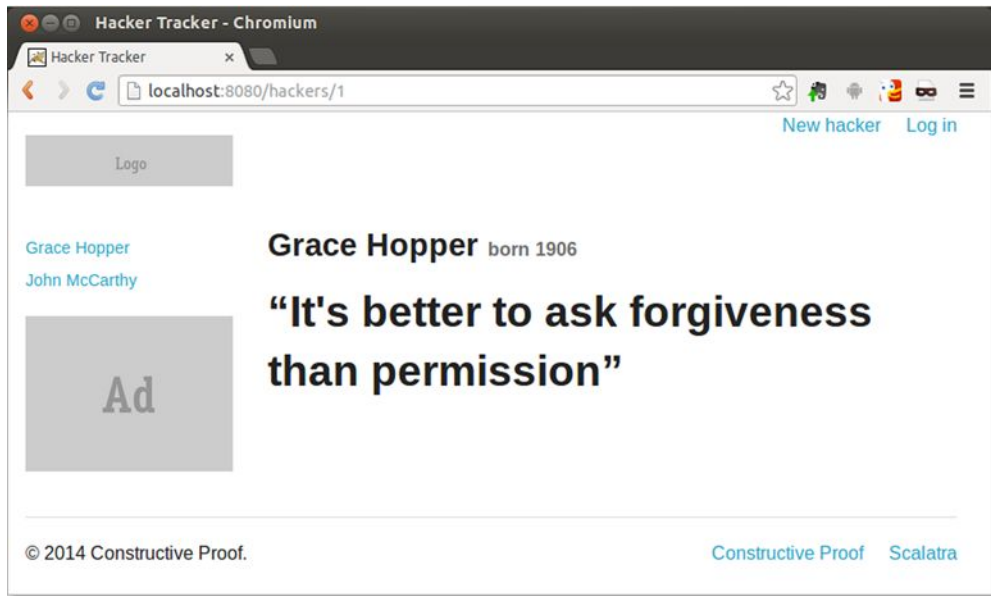 Hacker Tracker - Chromium
Hacker Tracker
localhost:8080/hackers/1
New hacker Log in
Logo
Grace Hopper
John McCarthy
Ad
Grace Hopper born 1906
“It's better to ask forgiveness
than permission”
© 2014 Constructive Proof.
Constructive Proof Scalatra